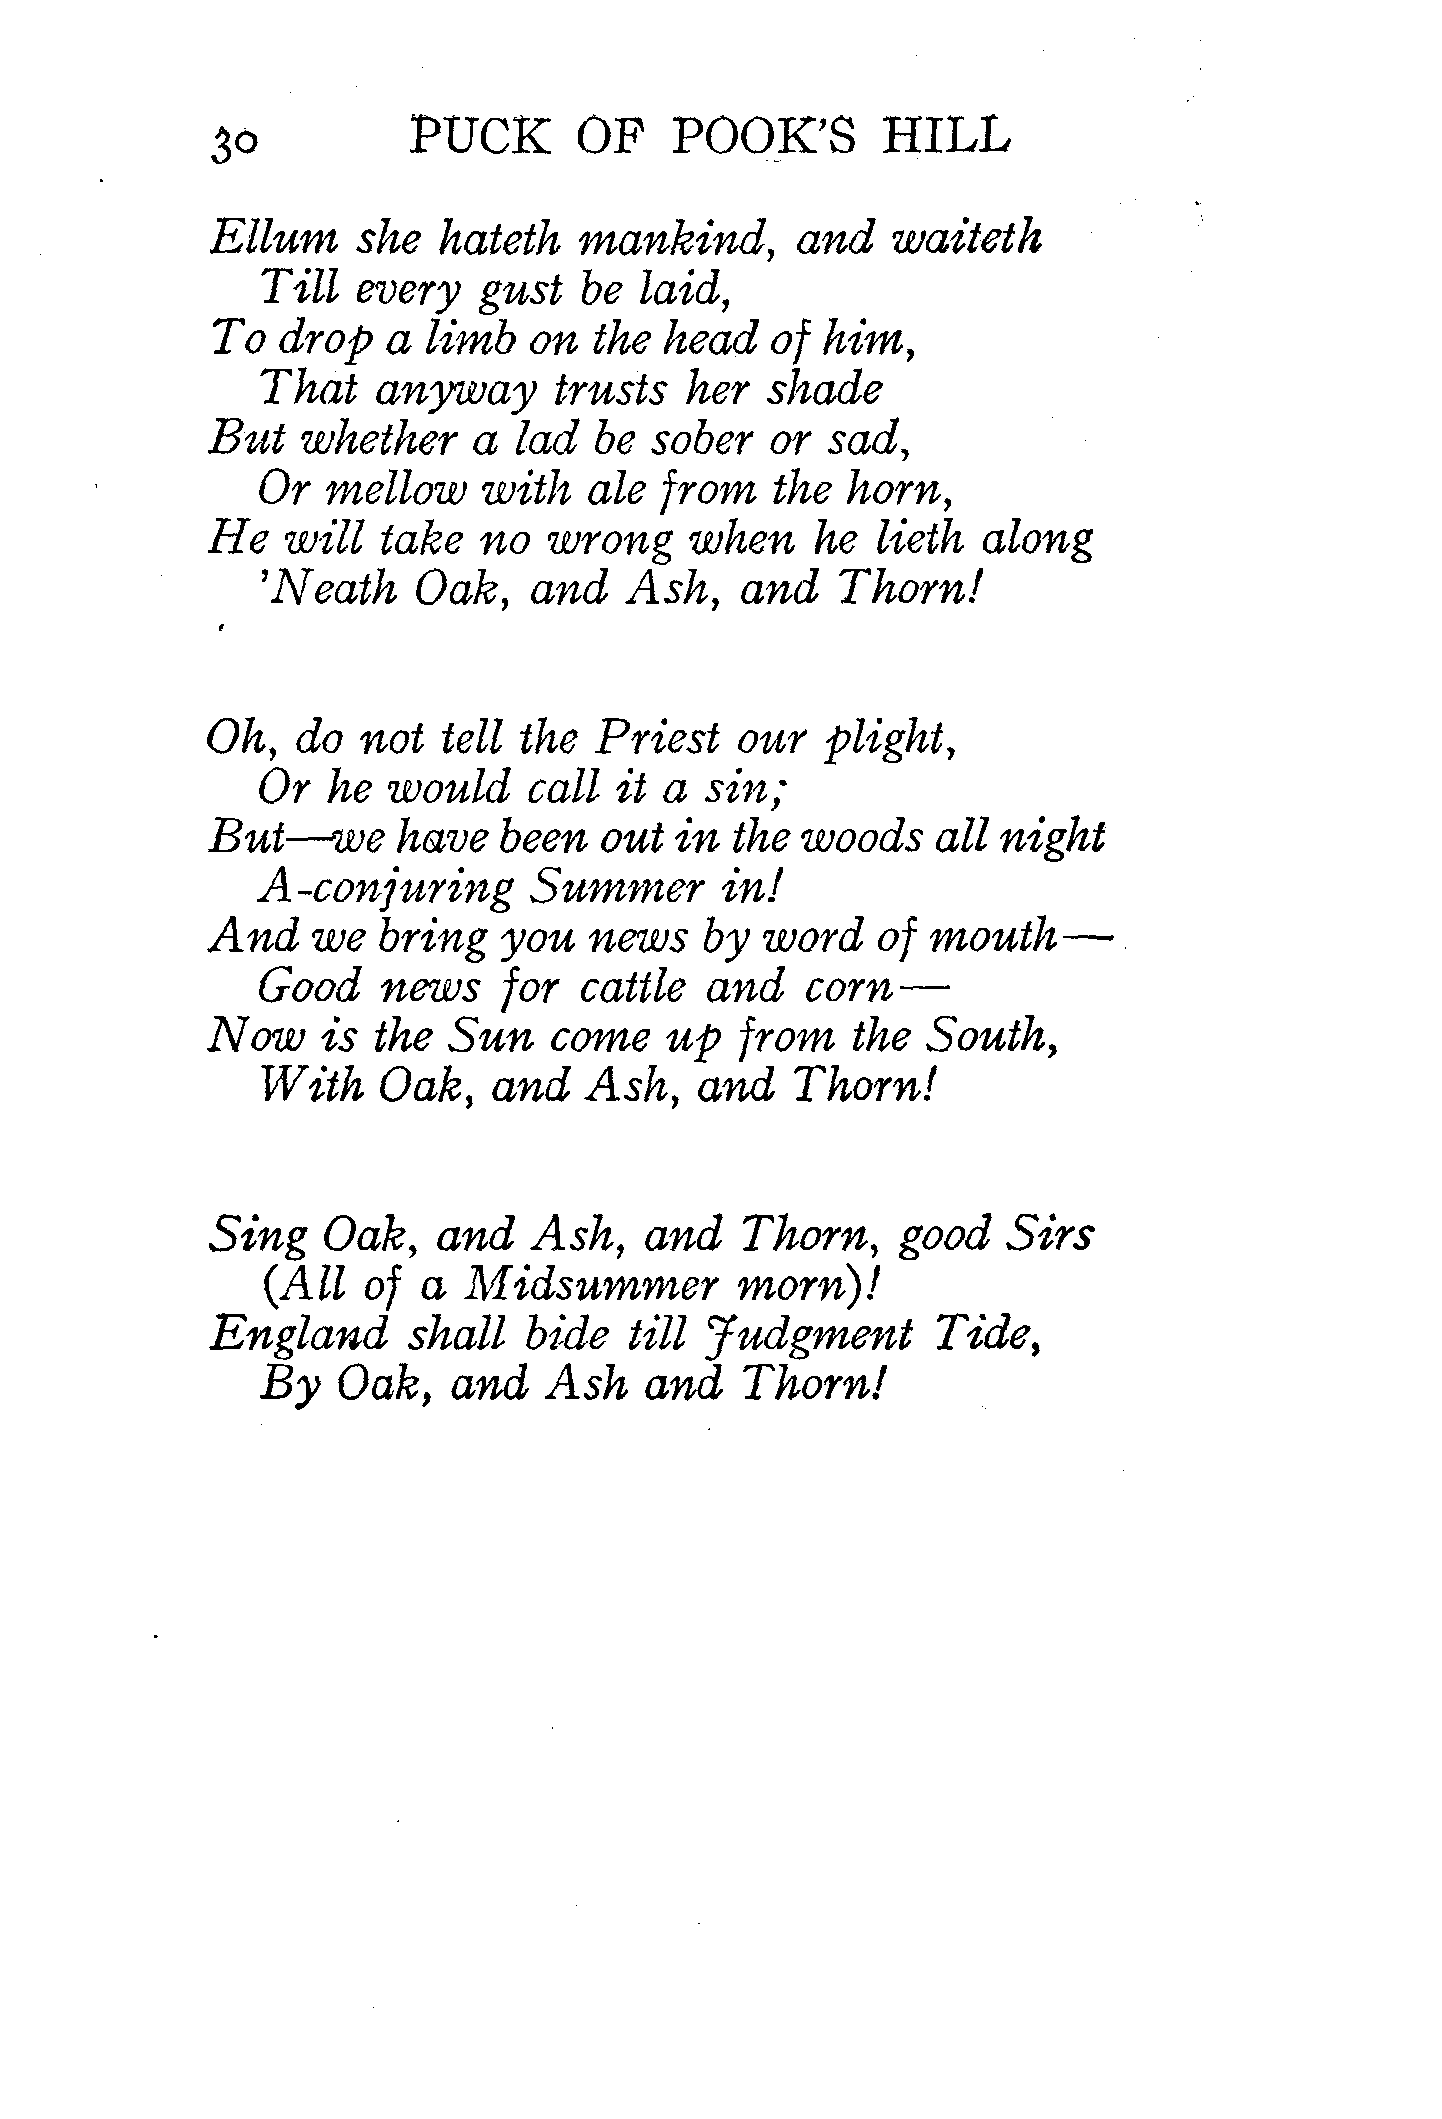 30 PUCK OF POOK'S HILL
Ellum she hateth mankind, and waiteth
Till every gust be laid,
To drop a limb on the head of him,
That anyway trusts her shade
But whether a lad be sober or sad,
Or mellow with ale from the horn,
He will take no wrong when he lieth along
'Neath Oak, and Ash, and Thorn!
Oh, do not tell the Priest our plight,
Or he would call it a sin;
But—we have been out in the woods all night
A-conjuring Summer in!
And we bring you news by word of mouth—
Good news for cattle and corn—
Now is the Sun come up from the South,
With Oak, and Ash, and Thorn!
Sing Oak, and Ash, and Thorn, good Sirs
(All of a Midsummer morn)!
England shall bide till Judgment Tide,
By Oak, and Ash and Thorn!